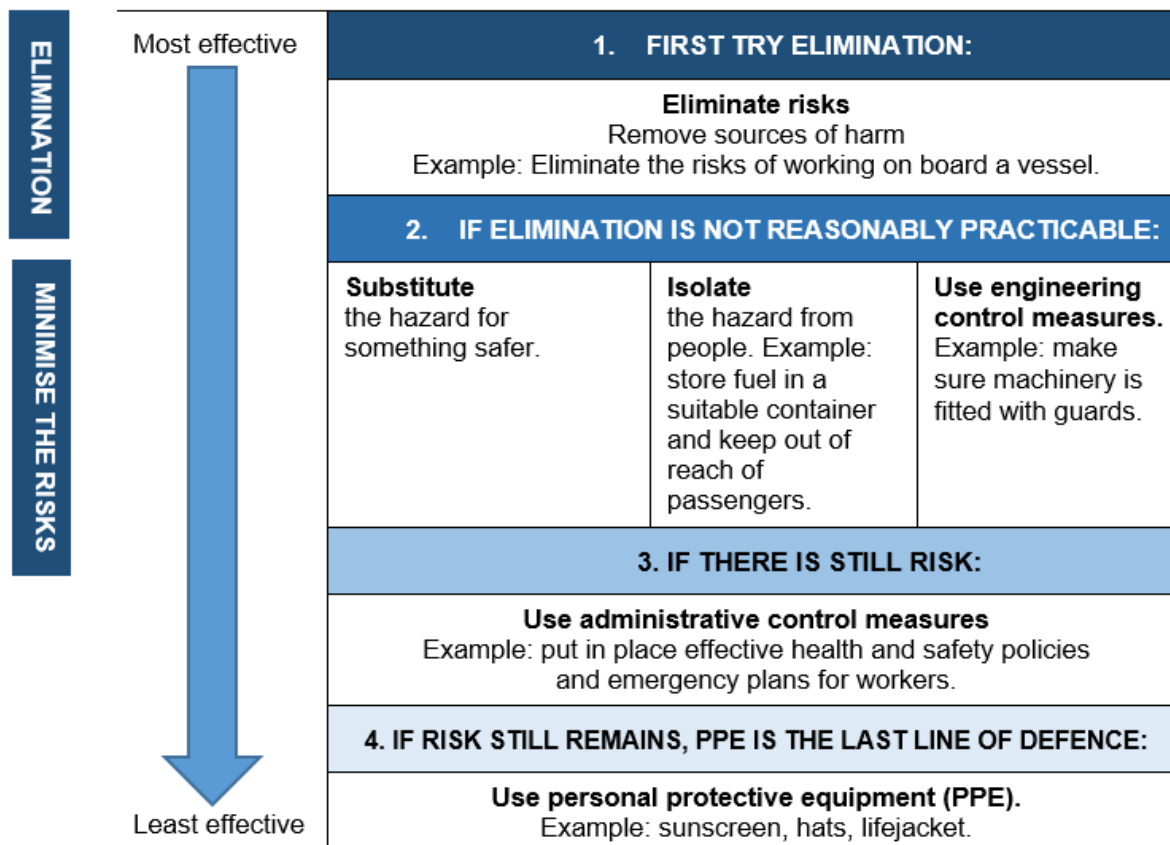 ELIMINATION
MINIMISE THE RISKS
Most effective
Least effective
1. FIRST TRY ELIMINATION:
Eliminate risks
Remove sources of harm
Example: Eliminate the risks of working on board a vessel.
2. IF ELIMINATION IS NOT REASONABLY PRACTICABLE:
Substitute
the hazard for
something safer.
Isolate
the hazard from
people. Example:
store fuel in a
suitable container
and keep out of
reach of
passengers.
Use engineering
control measures.
Example: make
sure machinery is
fitted with guards.
3. IF THERE IS STILL RISK:
Use administrative control measures
Example: put in place effective health and safety policies
and emergency plans for workers.
4. IF RISK STILL REMAINS, PPE IS THE LAST LINE OF DEFENCE:
Use personal protective equipment (PPE).
Example: sunscreen, hats, lifejacket.